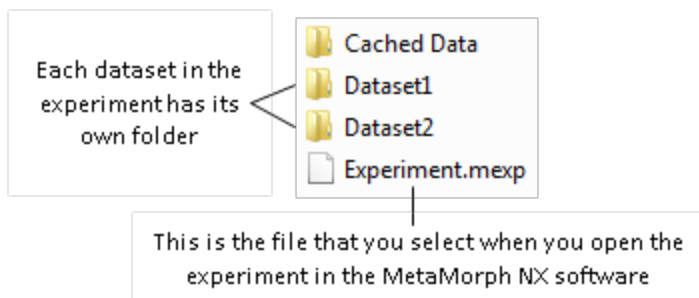 Each dataset in the
experiment has its
own folder
Cached Data
Dataset1
Dataset2
Experiment.mexp
This is the file that you select when you open the
experiment in the MetaMorph NX software